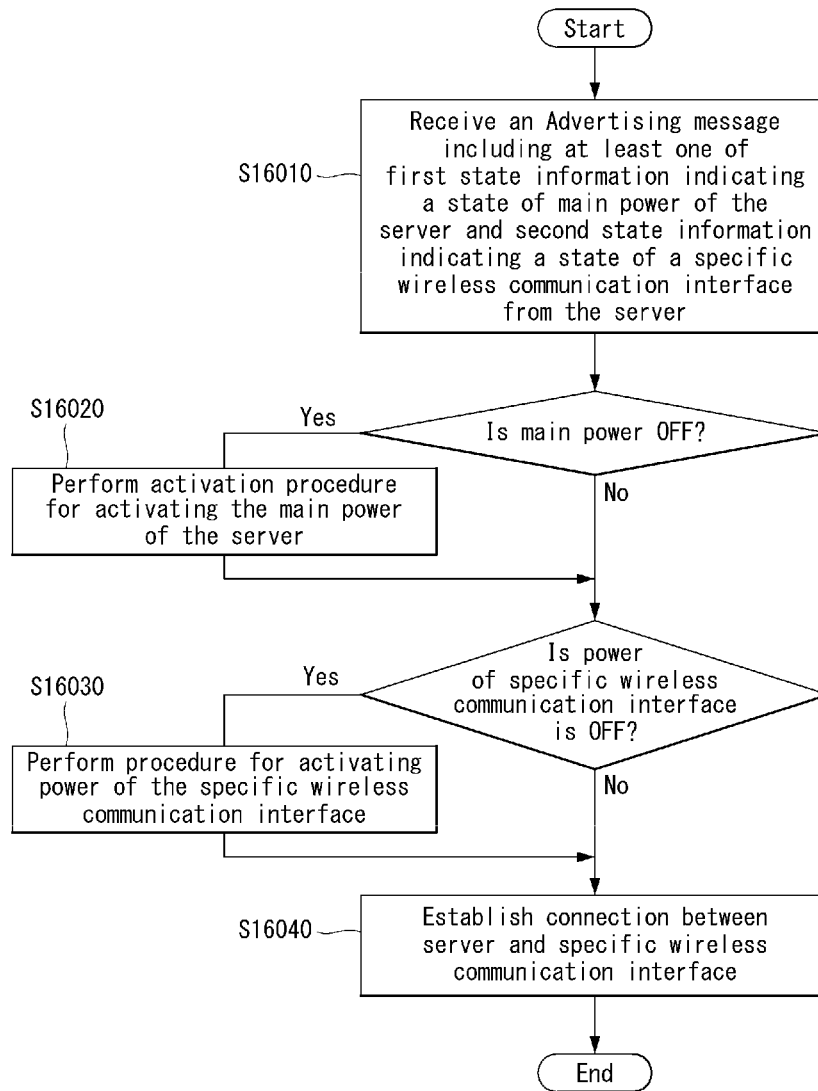 Start
S16010
Receive an Advertising message
including at least one of
first state information indicating
a state of main power of the
server and second state information
indicating a state of a specific
wireless communication interface
from the server
S16020
Yes
Is main power OFF?
Perform activation procedure
for activating the main power
of the server
No
S16030
Yes
Is power
of specific wireless
communication interface
is OFF?
Perform procedure for activating
power of the specific wireless
communication interface
No
S16040
Establish connection between
server and specific wireless
communication interface
End